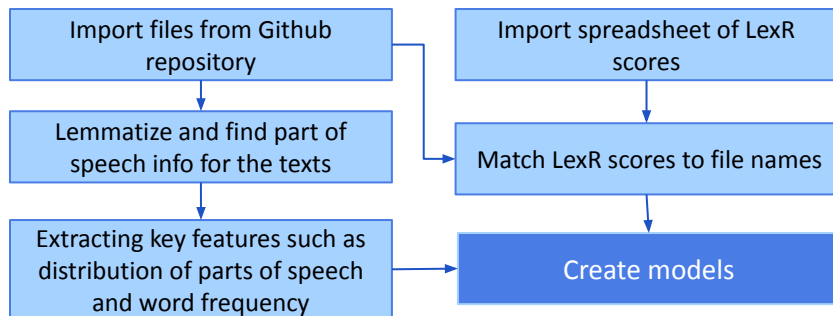 Import files from Github
repository
Import spreadsheet of LexR
scores
Lemmatize and find part of
speech info for the texts
Match LexR scores to file names
Extracting key features such as
distribution of parts of speech
and word frequency
Create models